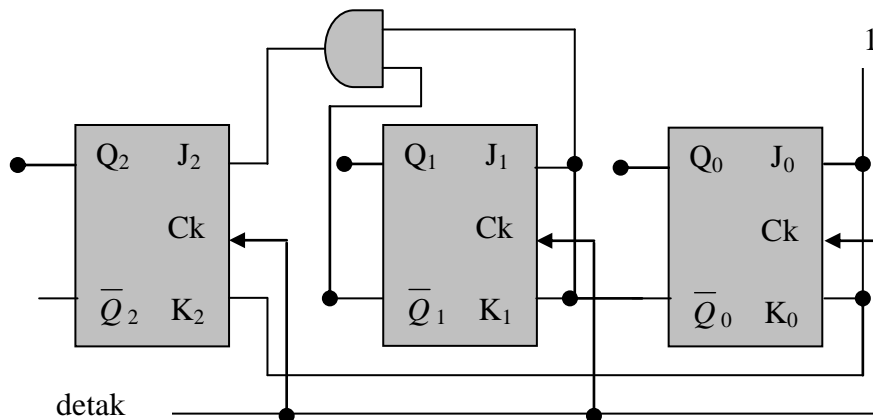 1
Q₂ J₂ Q₁ J₁ Q₀ J₀
Ck Ck Ck
Q̅₂ K₂ Q̅₁ K₁ Q̅₀ K₀
detak